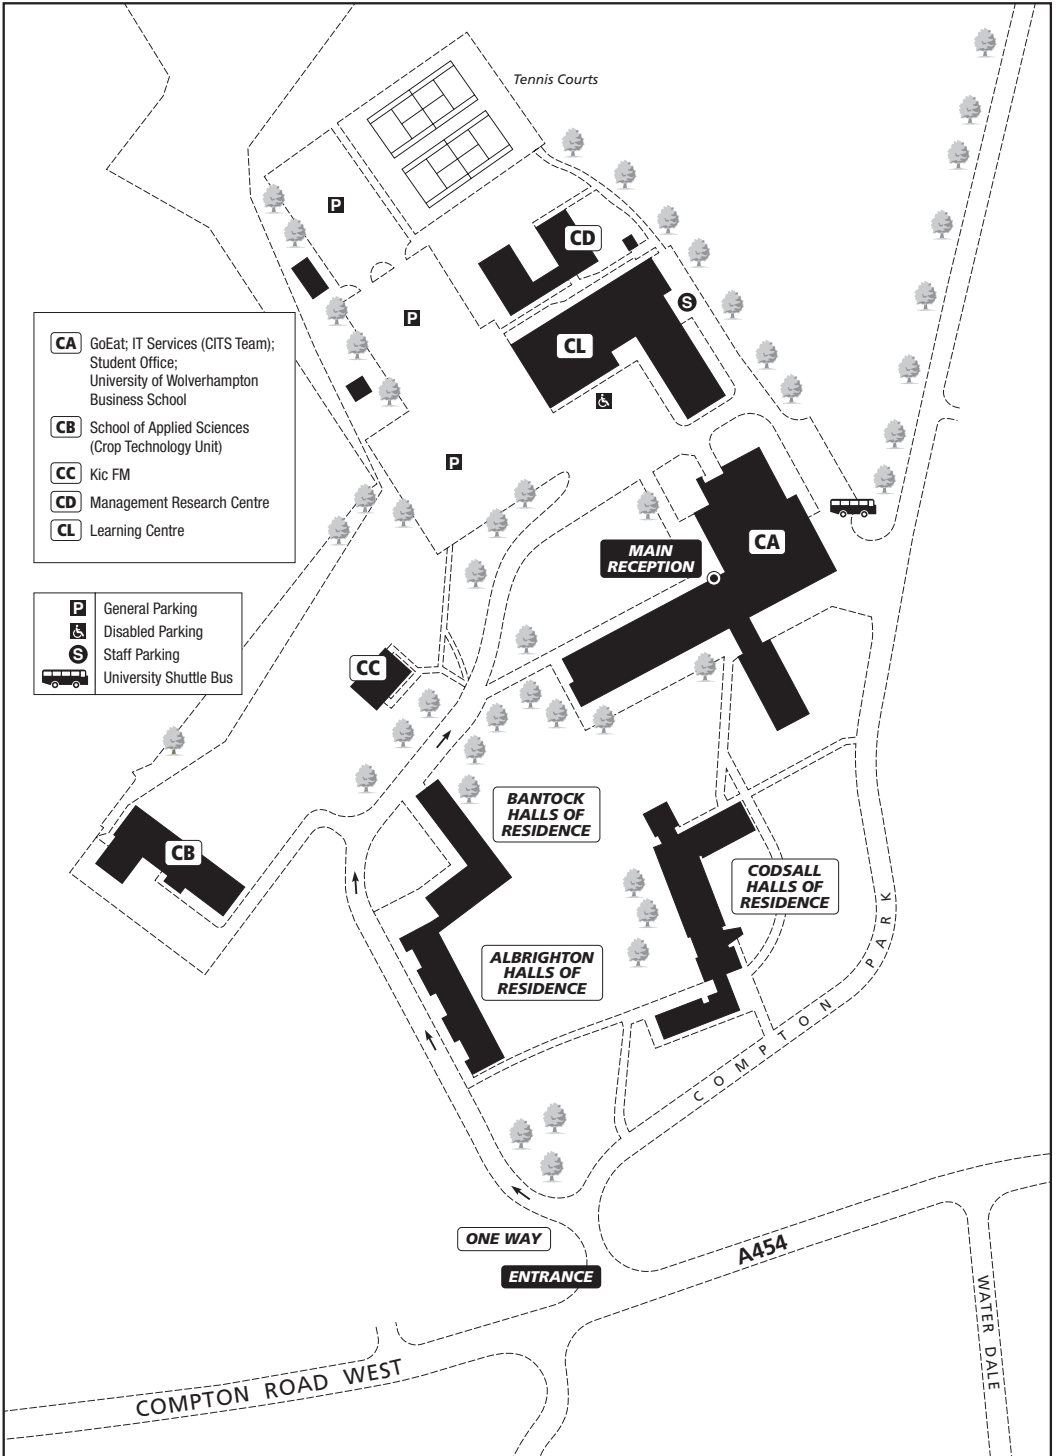 Tennis Courts
P
CD
P
S
CL
CA GoEat; IT Services (CITS Team);
Student Office;
University of Wolverhampton
Business School
CB School of Applied Sciences
(Crop Technology Unit)
CC Kic FM
CD Management Research Centre
CL Learning Centre
P
CA
MAIN
RECEPTION
P General Parking
Disabled Parking
S Staff Parking
University Shuttle Bus
CC
BANTOCK
HALLS OF
RESIDENCE
CB
CODSALL
HALLS OF
RESIDENCE
ALBRIGHTON
HALLS OF
RESIDENCE
COMPTON PARK
ONE WAY
ENTRANCE
A454
WATER DALE
COMPTON ROAD WEST